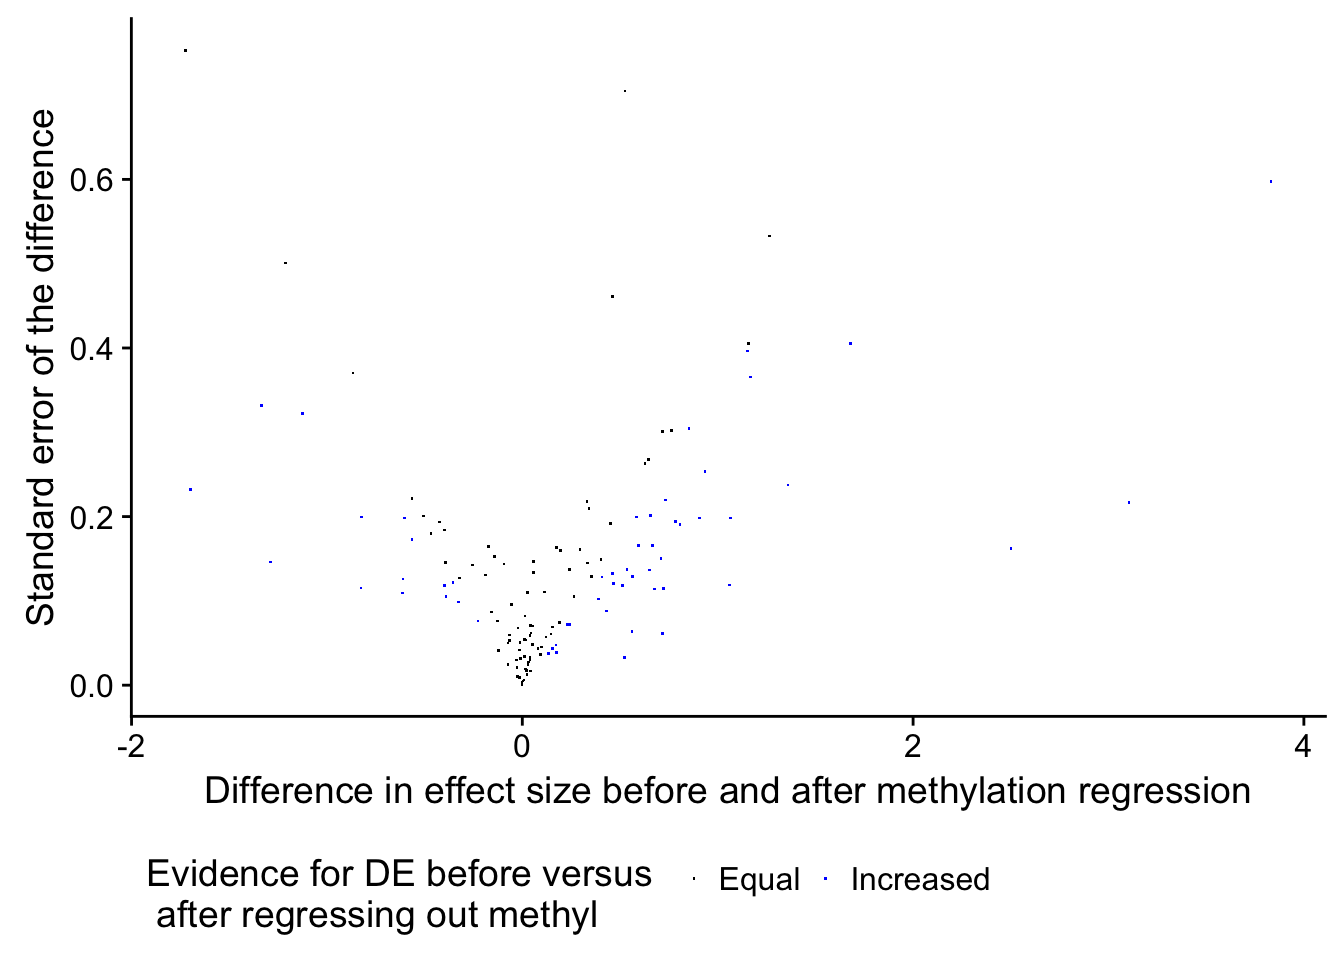 Standard error of the difference
0.6
0.4
0.2
0.0
-2
0
2
4
Difference in effect size before and after methylation regression
Evidence for DE before versus
after regressing out methyl
Equal
Increased